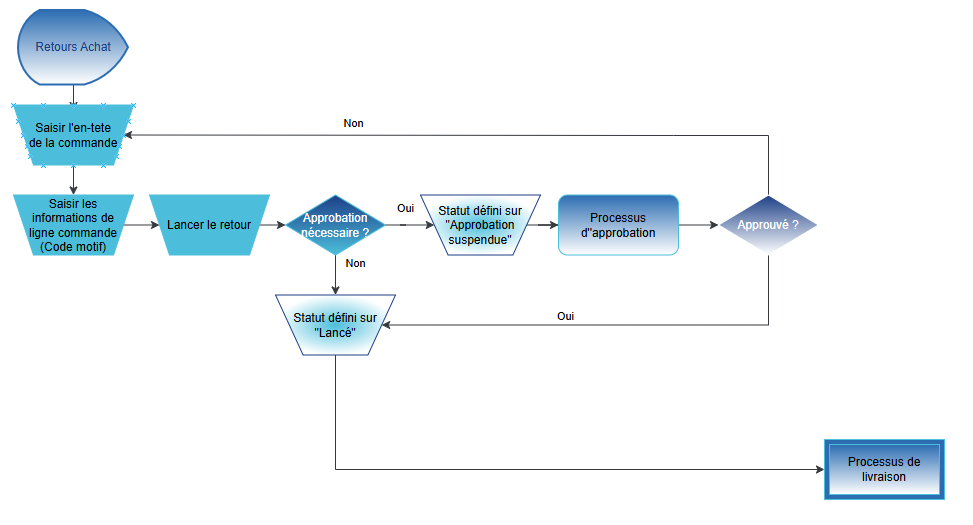 Retours Achat
Saisir l'en-tete
de la commande
Non
Saisir les
informations de
ligne commande
(Code motif)
Lancer le retour
Approbation
nécessaire ?
Oui
Statut défini sur
"Approbation
suspendue"
Processus
d"approbation
Approuvé ?
Non
Statut défini sur
"Lancé"
Oui
Processus de
livraison